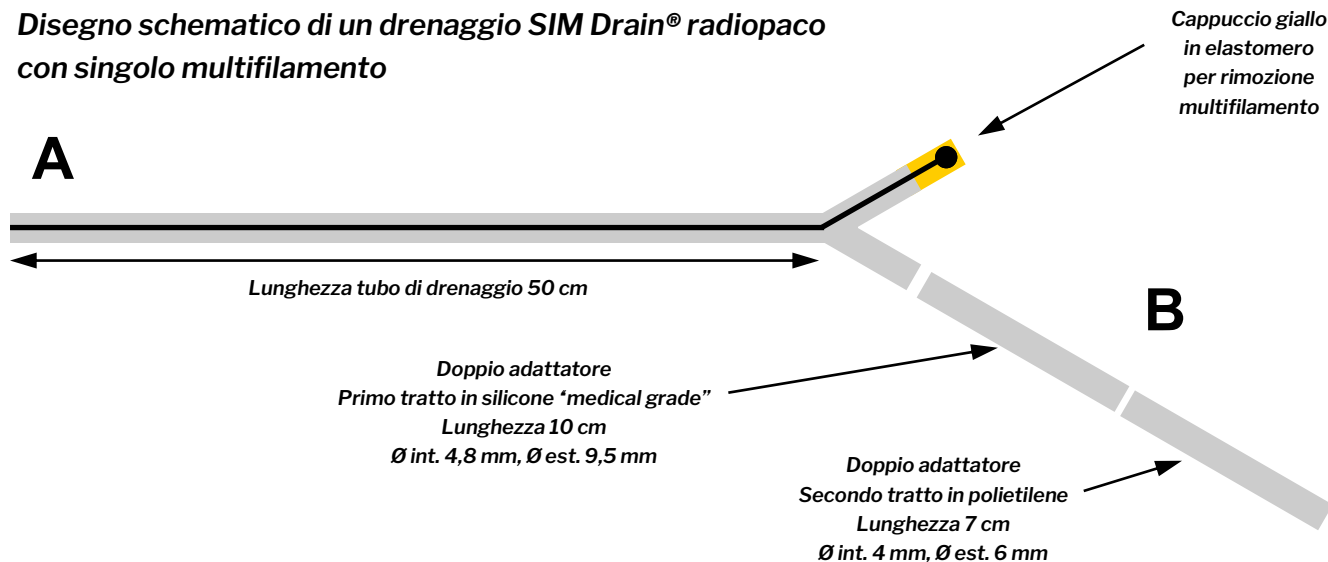 Disegno schematico di un drenaggio SIM Drain® radiopaco
con singolo multifilamento
Cappuccio giallo
in elastomero
per rimozione
multifilamento
A
Lunghezza tubo di drenaggio 50 cm
B
Doppio adattatore
Primo tratto in silicone ‘medical grade”
Lunghezza 10 cm
Ø int. 4,8 mm, Ø est. 9,5 mm
Doppio adattatore
Secondo tratto in polietilene
Lunghezza 7 cm
Ø int. 4 mm, Ø est. 6 mm